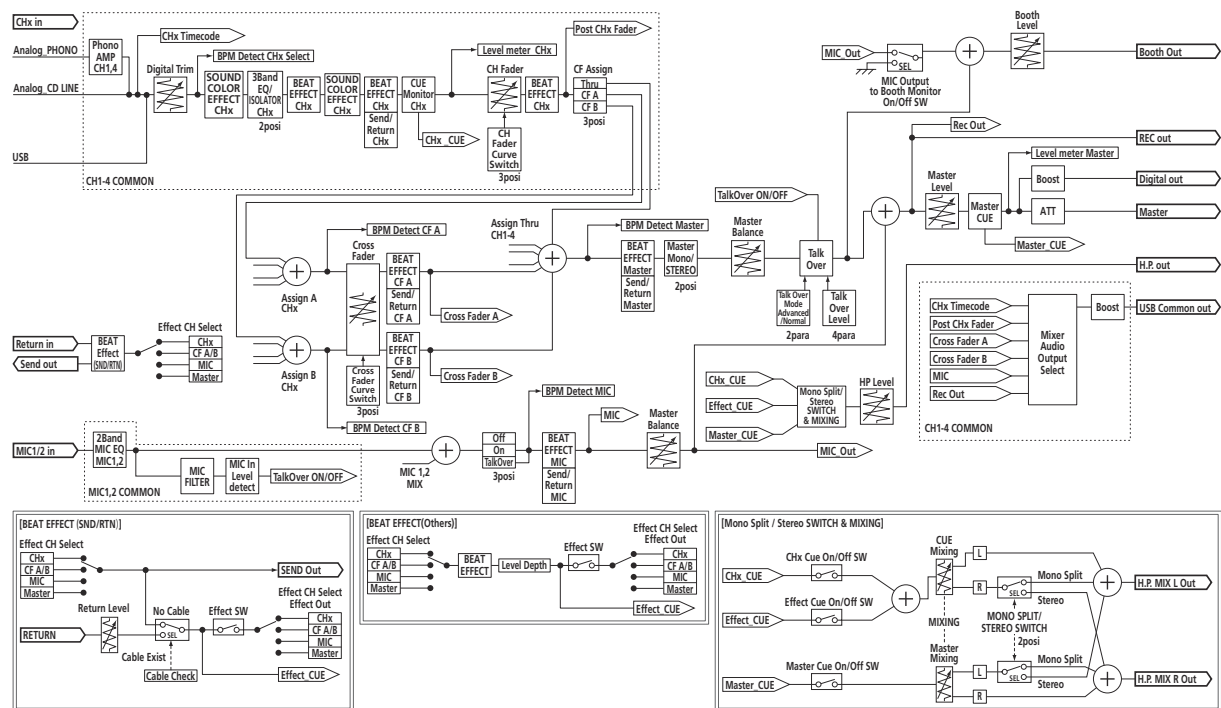 CHx in
CHx Timecode
Analog_PHONO
Phono
AMP
CH1,4
BPM Detect CHx Select
Digital Trim
Analog_CD LINE
USB
SOUND
COLOR
EFFECT
CHx
3Band
EQ/
ISOLATOR
CHx
2posi
BEAT
EFFECT
CHx
SOUND
COLOR
EFFECT
CHx
BEAT
EFFECT
CHx
Send/
Return
CHx
CUE
Monitor
CHx
CHx _CUE
Level meter CHx
CH Fader
CH
Fader
Curve
Switch
3posi
BEAT
EFFECT
CHx
Post CHx Fader
CF Assign
Thru
CF A
CF B
3posi
CH1-4 COMMON
MIC_Out
SEL
MIC Output
to Booth Monitor
On/Off SW
Booth
Level
Booth Out
Rec Out
REC out
Level meter Master
Master
Level
Master
CUE
Boost
Digital out
ATT
Master
Master_CUE
H.P. out
BPM Detect CF A
Cross
Fader
Assign A
CHx
BEAT
EFFECT
CF A
Send/
Return
CF A
Cross Fader A
Assign Thru
CH1-4
BPM Detect Master
BEAT
EFFECT
Master
Send/
Return
Master
Master
Mono/
STEREO
2posi
Master
Balance
TalkOver ON/OFF
Talk
Over
Talk Over
Mode
Advanced
/Normal
2para
Talk
Over
Level
4para
Return in
Send out
BEAT
Effect
(SND/RTN)
Effect CH Select
CHx
CF A/B
MIC
Master
Assign B
CHx
Cross
Fader
Curve
Switch
3posi
BEAT
EFFECT
CF B
Send/
Return
CF B
Cross Fader B
BPM Detect CF B
CH1-4 COMMON
CHx Timecode
Post CHx Fader
Cross Fader A
Cross Fader B
MIC
Rec Out
Mixer
Audio
Output
Select
Boost
USB Common out
CHx_CUE
Effect_CUE
Master_CUE
Mono Split/
Stereo
SWITCH
& MIXING
HP Level
MIC1/2 in
2Band
MIC EQ
MIC1,2
MIC
FILTER
MIC In
Level
detect
TalkOver ON/OFF
MIC1,2 COMMON
MIC 1,2
MIX
Off
On
TalkOver
3posi
BPM Detect MIC
BEAT
EFFECT
MIC
Send/
Return
MIC
MIC
Master
Balance
MIC_Out
[BEAT EFFECT (SND/RTN)]
Effect CH Select
CHx
CF A/B
MIC
Master
SEND Out
Return Level
RETURN
No Cable
SEL
Cable Exist
Cable Check
Effect SW
Effect CH Select
Effect Out
CHx
CF A/B
MIC
Master
Effect_CUE
[BEAT EFFECT(Others)]
Effect CH Select
CHx
CF A/B
MIC
Master
BEAT
EFFECT
Level Depth
Effect SW
Effect CH Select
Effect Out
CHx
CF A/B
MIC
Master
Effect_CUE
[Mono Split / Stereo SWITCH & MIXING]
CHx Cue On/Off SW
CHx_CUE
Effect Cue On/Off SW
Effect_CUE
Master Cue On/Off SW
Master_CUE
CUE
Mixing
MIXING
Master
Mixing
L
R
Mono Split
SEL
Stereo
MONO SPLIT/
STEREO SWITCH
2posi
L
R
Mono Split
SEL
Stereo
H.P. MIX L Out
H.P. MIX R Out